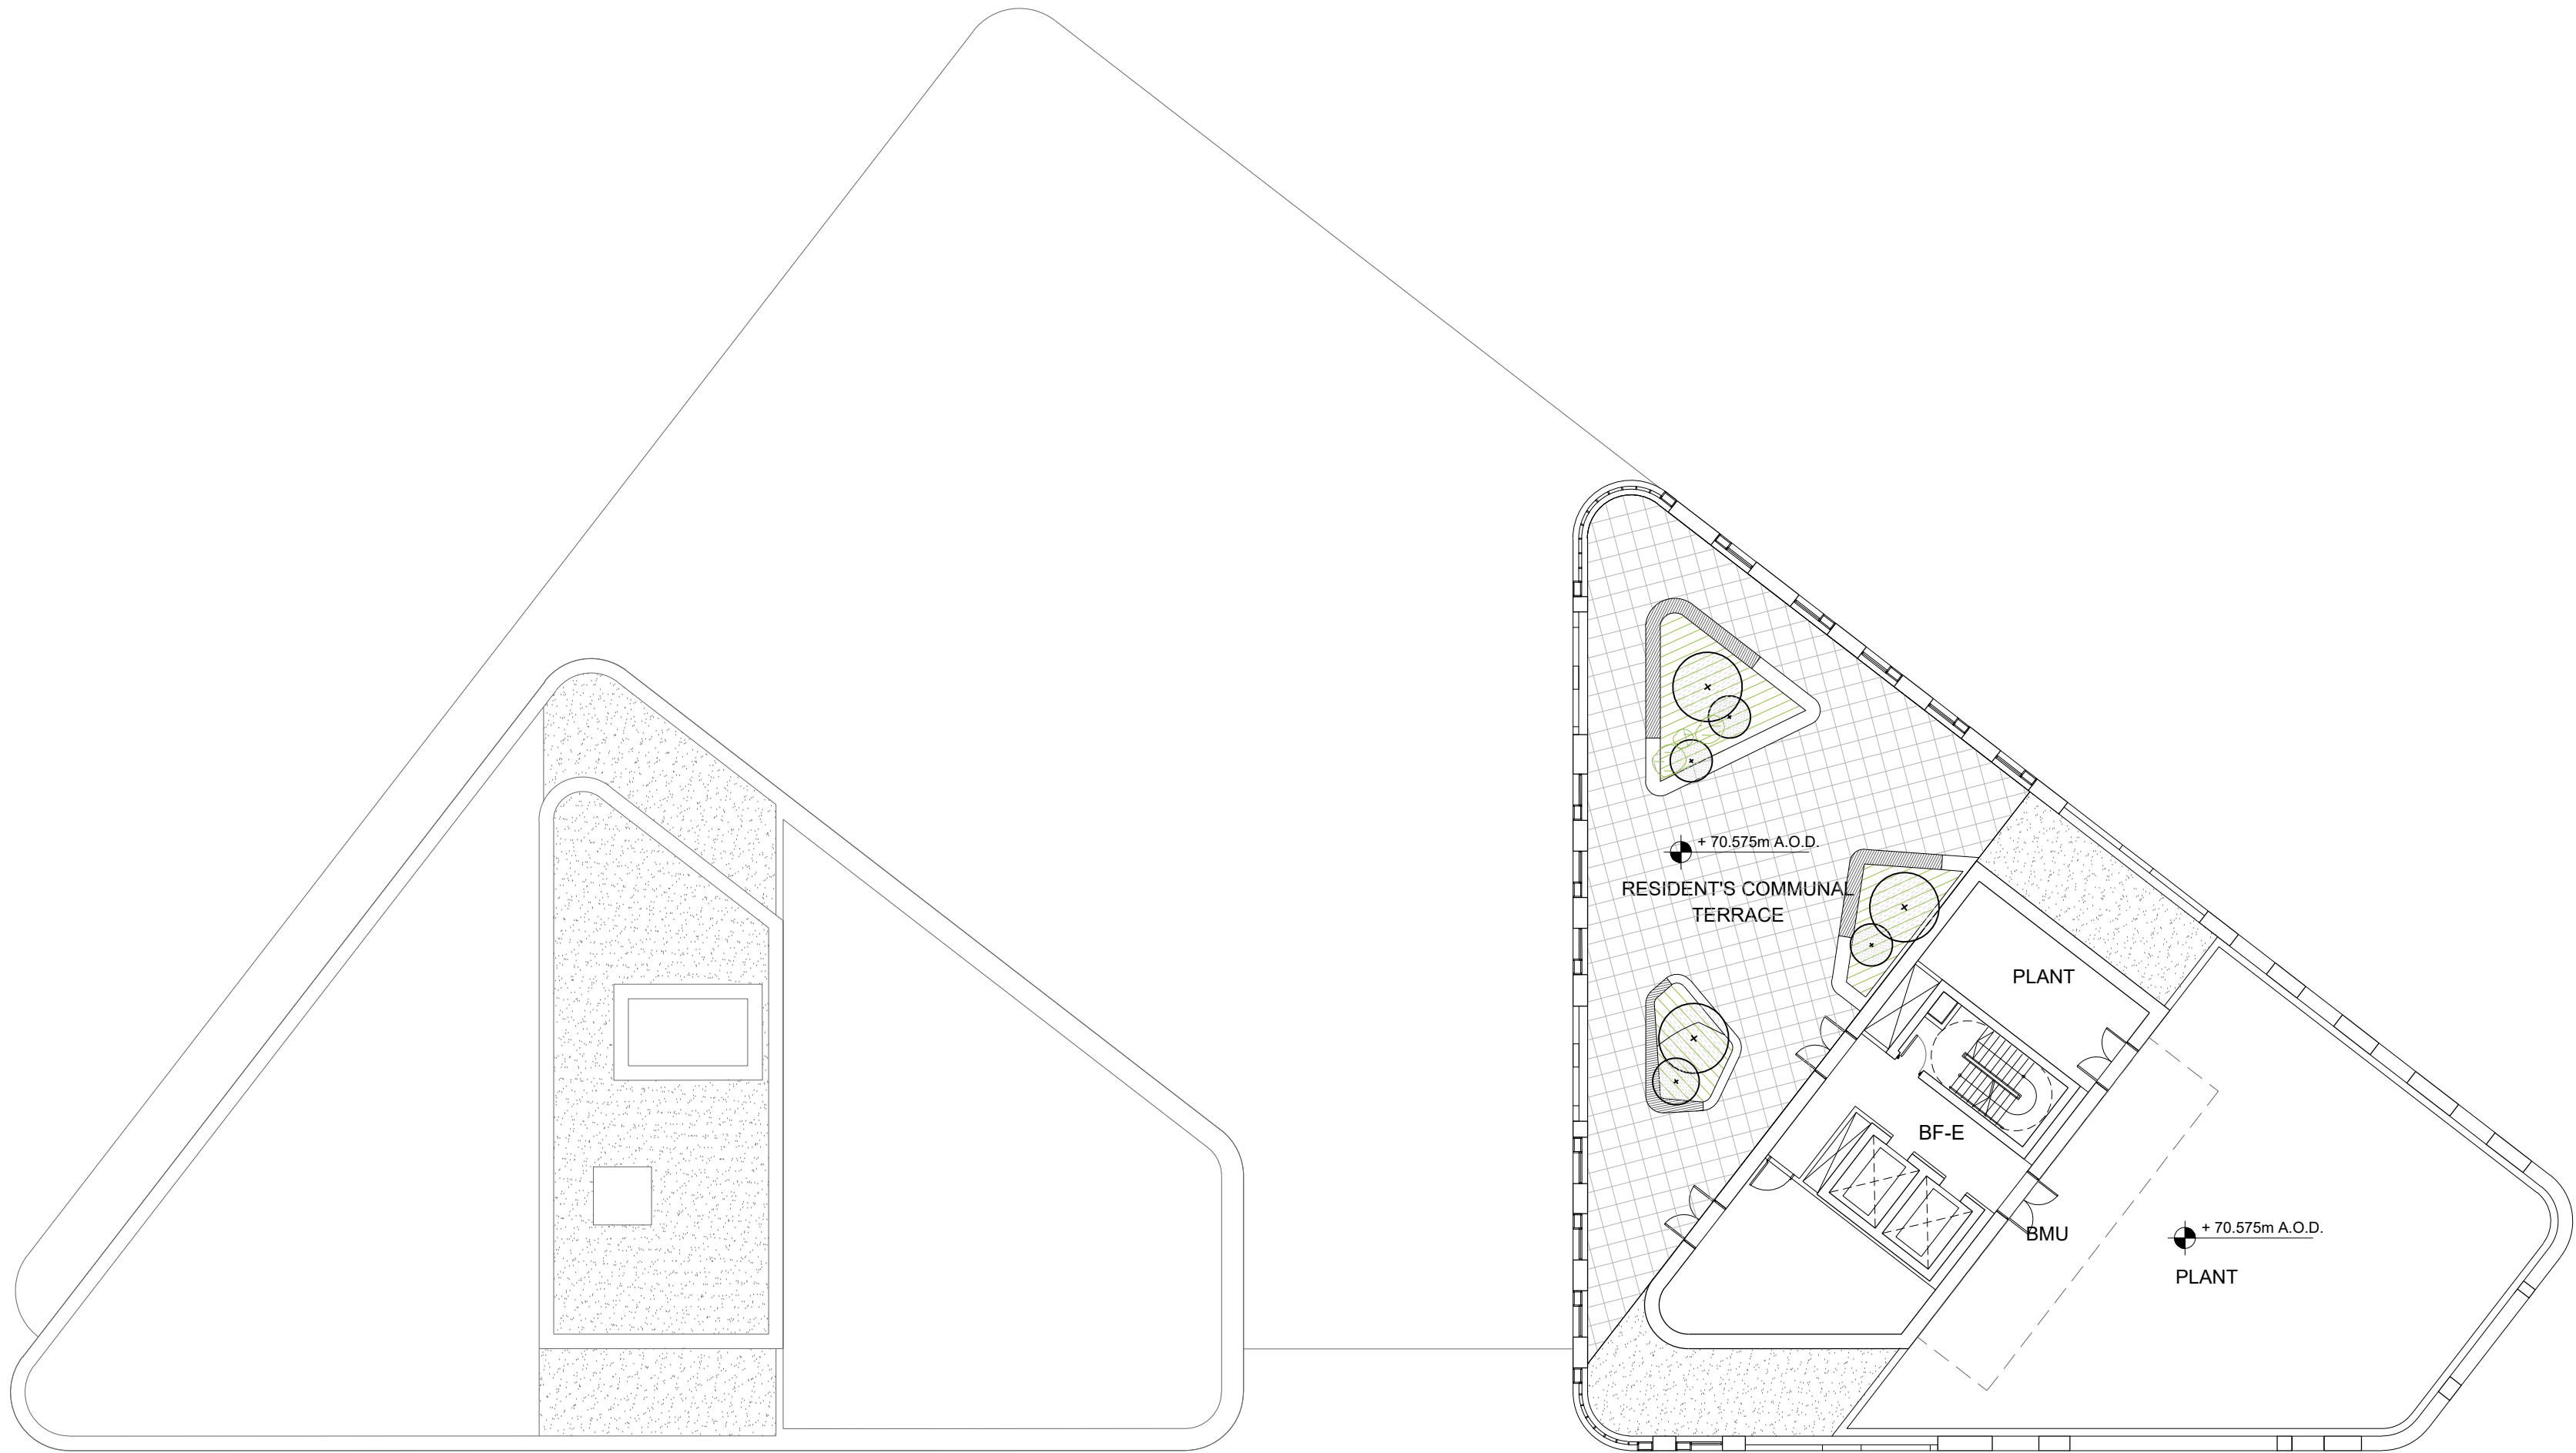 + 70.575m A.O.D.
RESIDENT'S COMMUNAL
TERRACE
PLANT
BF-E
BMU
+ 70.575m A.O.D.
PLANT